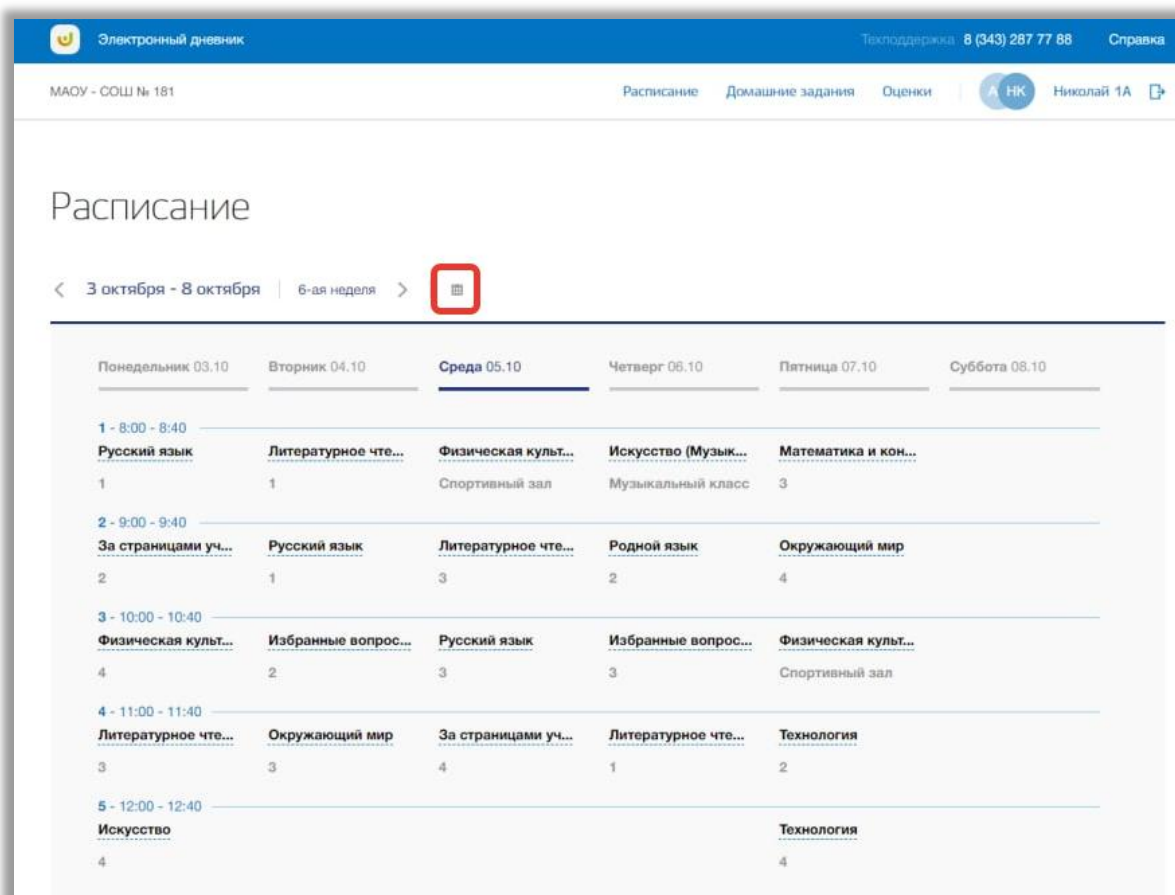 Электронный дневник Техподдержка 8 (343) 287 77 88 Справка
МАОУ - СОШ № 181 Расписание Домашние задания Оценки А НК Николай 1А
Расписание
3 октября - 8 октября 6-ая неделя
Понедельник 03.10 Вторник 04.10 Среда 05.10 Четверг 06.10 Пятница 07.10 Суббота 08.10
1 - 8:00 - 8:40
Русский язык Литературное чте... Физическая культ... Искусство (Музык... Математика и кон...
1 1 Спортивный зал Музыкальный класс 3
2 - 9:00 - 9:40
За страницами уч... Русский язык Литературное чте... Родной язык Окружающий мир
2 1 3 2 4
3 - 10:00 - 10:40
Физическая культ... Избранные вопрос... Русский язык Избранные вопрос... Физическая культ...
4 2 3 3 Спортивный зал
4 - 11:00 - 11:40
Литературное чте... Окружающий мир За страницами уч... Литературное чте... Технология
3 3 4 1 2
5 - 12:00 - 12:40
Искусство Технология
4 4